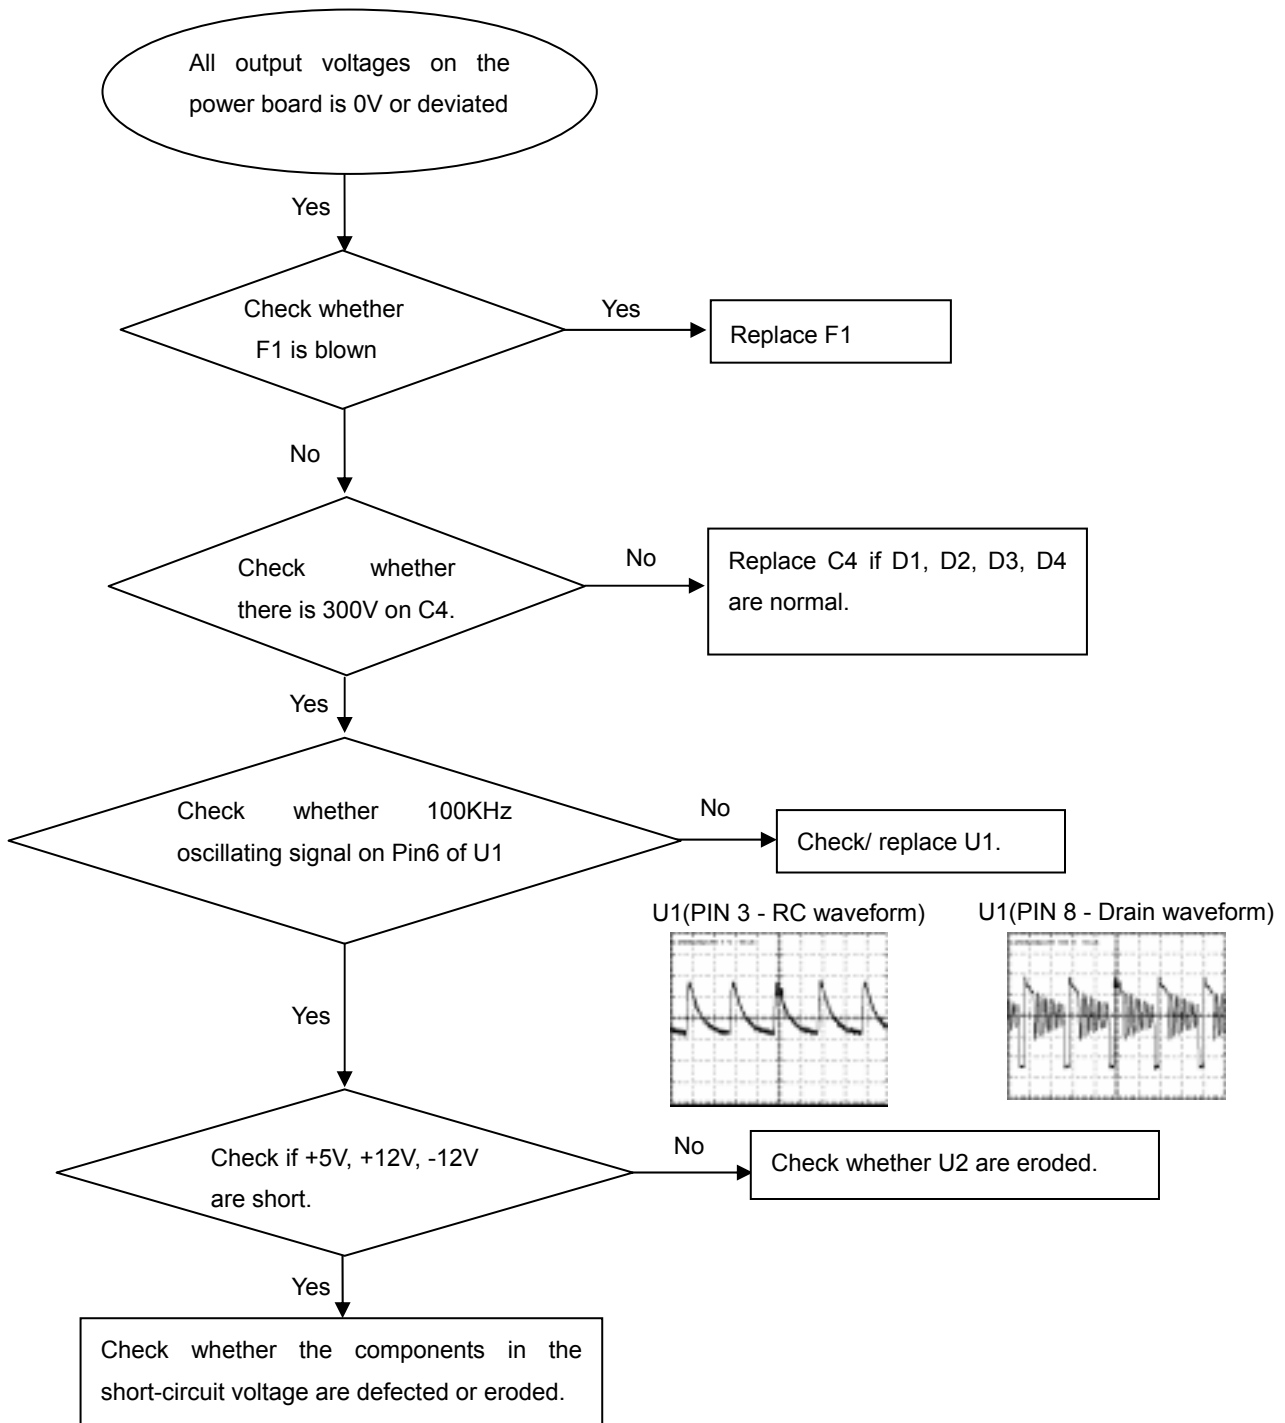 All output voltages on the
power board is 0V or deviated
Yes
Check whether
F1 is blown
Yes
Replace F1
No
Check whether
there is 300V on C4.
No
Replace C4 if D1, D2, D3, D4
are normal.
Yes
Check whether 100KHz
oscillating signal on Pin6 of U1
No
Check/ replace U1.
U1(PIN 3 - RC waveform)
U1(PIN 8 - Drain waveform)
Yes
Check if +5V, +12V, -12V
are short.
No
Check whether U2 are eroded.
Yes
Check whether the components in the
short-circuit voltage are defected or eroded.